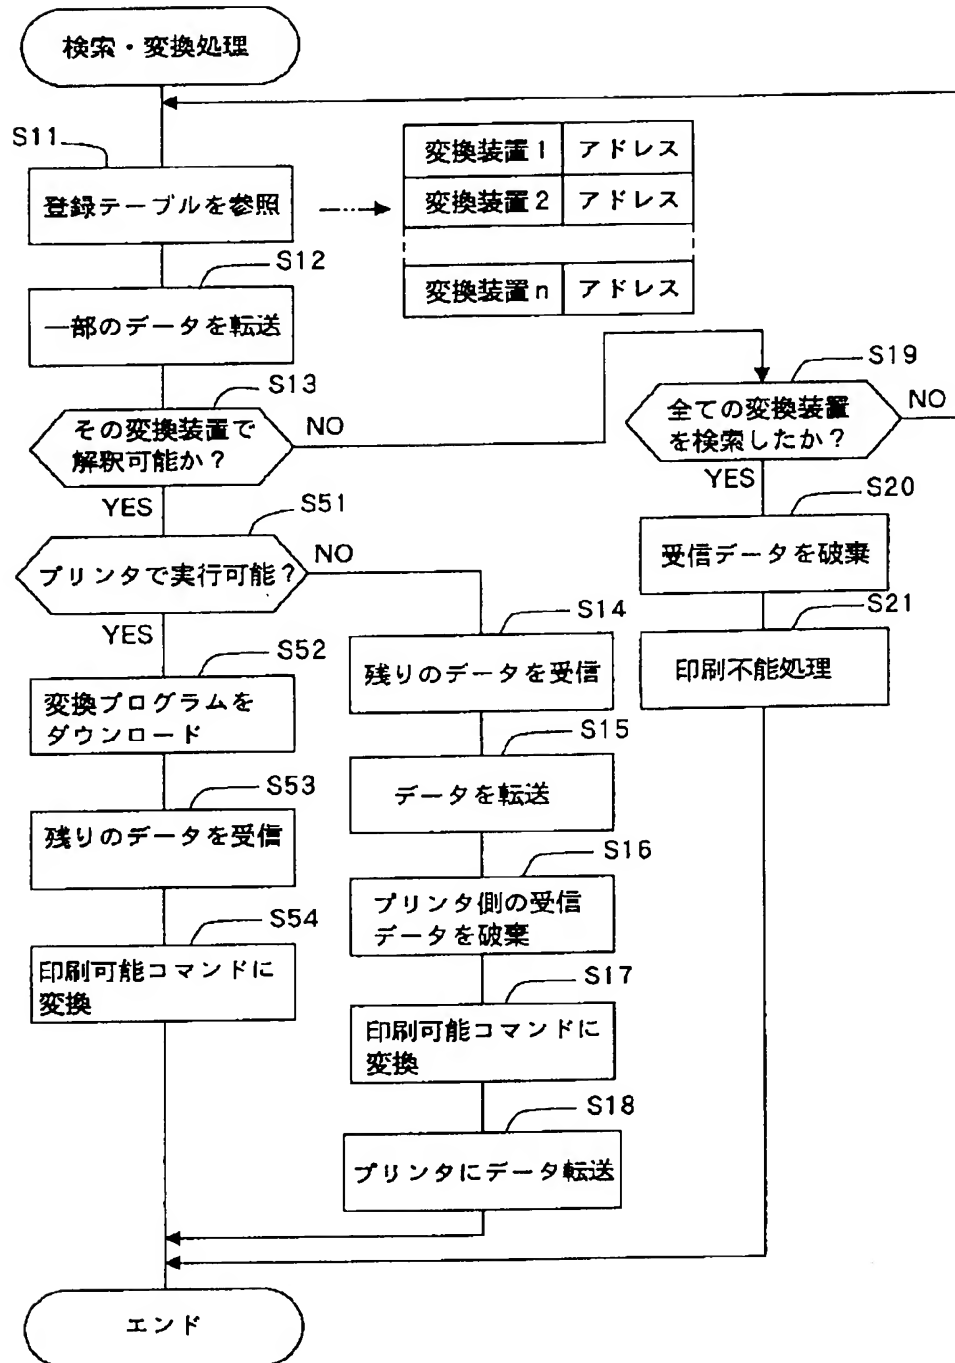 検索・変換処理
S11
登録テーブルを参照
変換装置1 アドレス
変換装置2 アドレス
変換装置n アドレス
S12
一部のデータを転送
S13
その変換装置で
解釈可能か?
NO
YES
S19
全ての変換装置
を検索したか?
NO
YES
S20
受信データを破棄
S21
印刷不能処理
S51
プリンタで実行可能?
NO
YES
S52
変換プログラムを
ダウンロード
S53
残りのデータを受信
S54
印刷可能コマンドに
変換
S14
残りのデータを受信
S15
データを転送
S16
プリンタ側の受信
データを破棄
S17
印刷可能コマンドに
変換
S18
プリンタにデータ転送
エンド